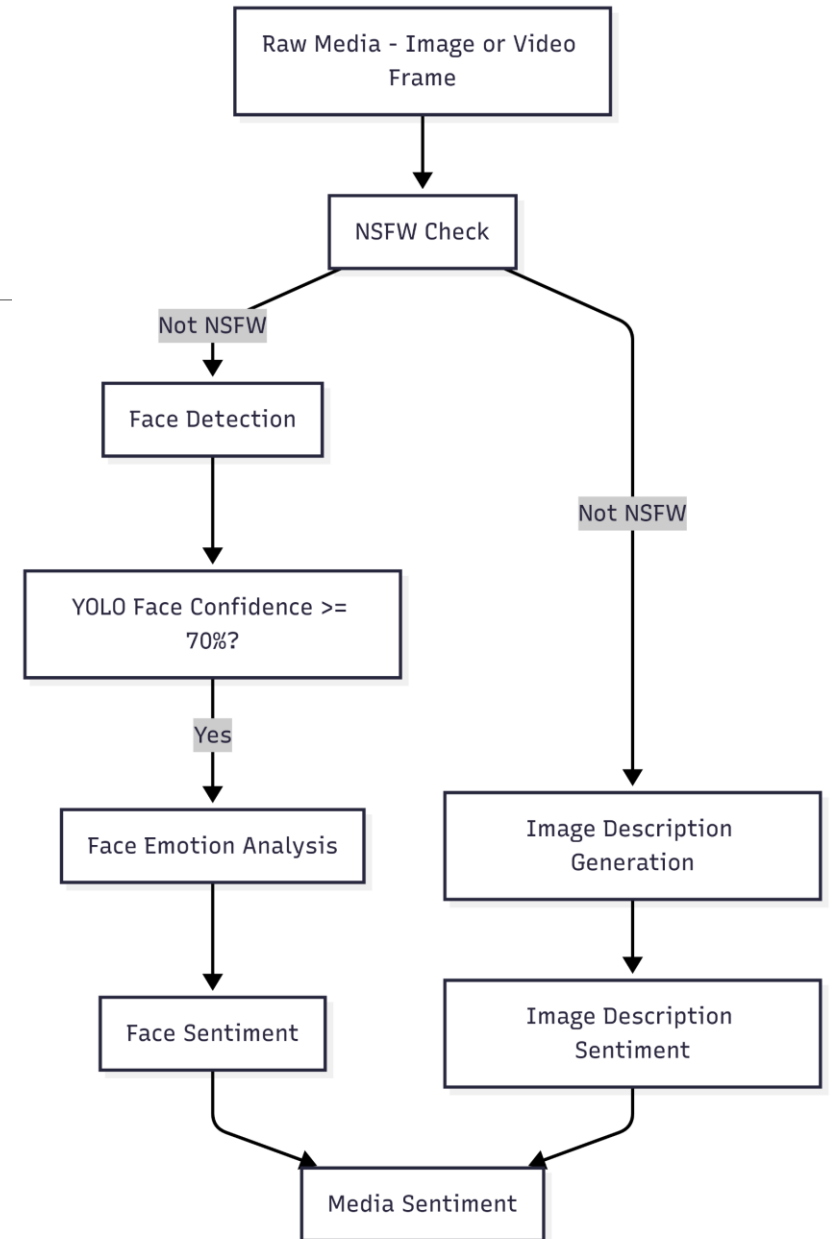 Raw Media - Image or Video
Frame
NSFW Check
Not NSFW
Face Detection
Not NSFW
YOLO Face Confidence >=
70%?
Yes
Face Emotion Analysis
Image Description
Generation
Face Sentiment
Image Description
Sentiment
Media Sentiment